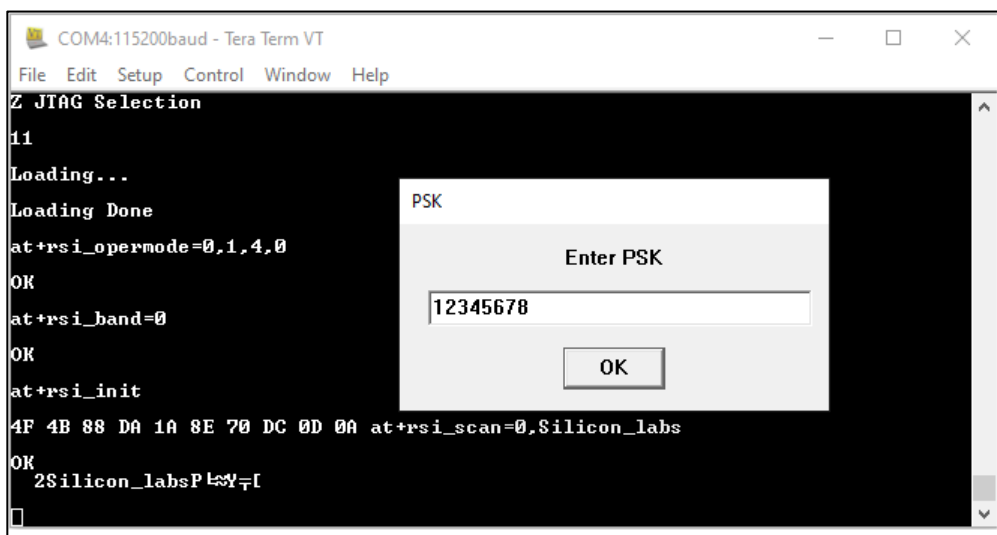 COM4:115200baud - Tera Term VT
File Edit Setup Control Window Help
Z JTAG Selection
11
Loading...
Loading Done
at+rsi_opermode=0,1,4,0
OK
at+rsi_band=0
OK
at+rsi_init
4F 4B 88 DA 1A 8E 70 DC 0D 0A at+rsi_scan=0,Silicon_labs
OK
2Silicon_labsP
PSK
Enter PSK
12345678
OK